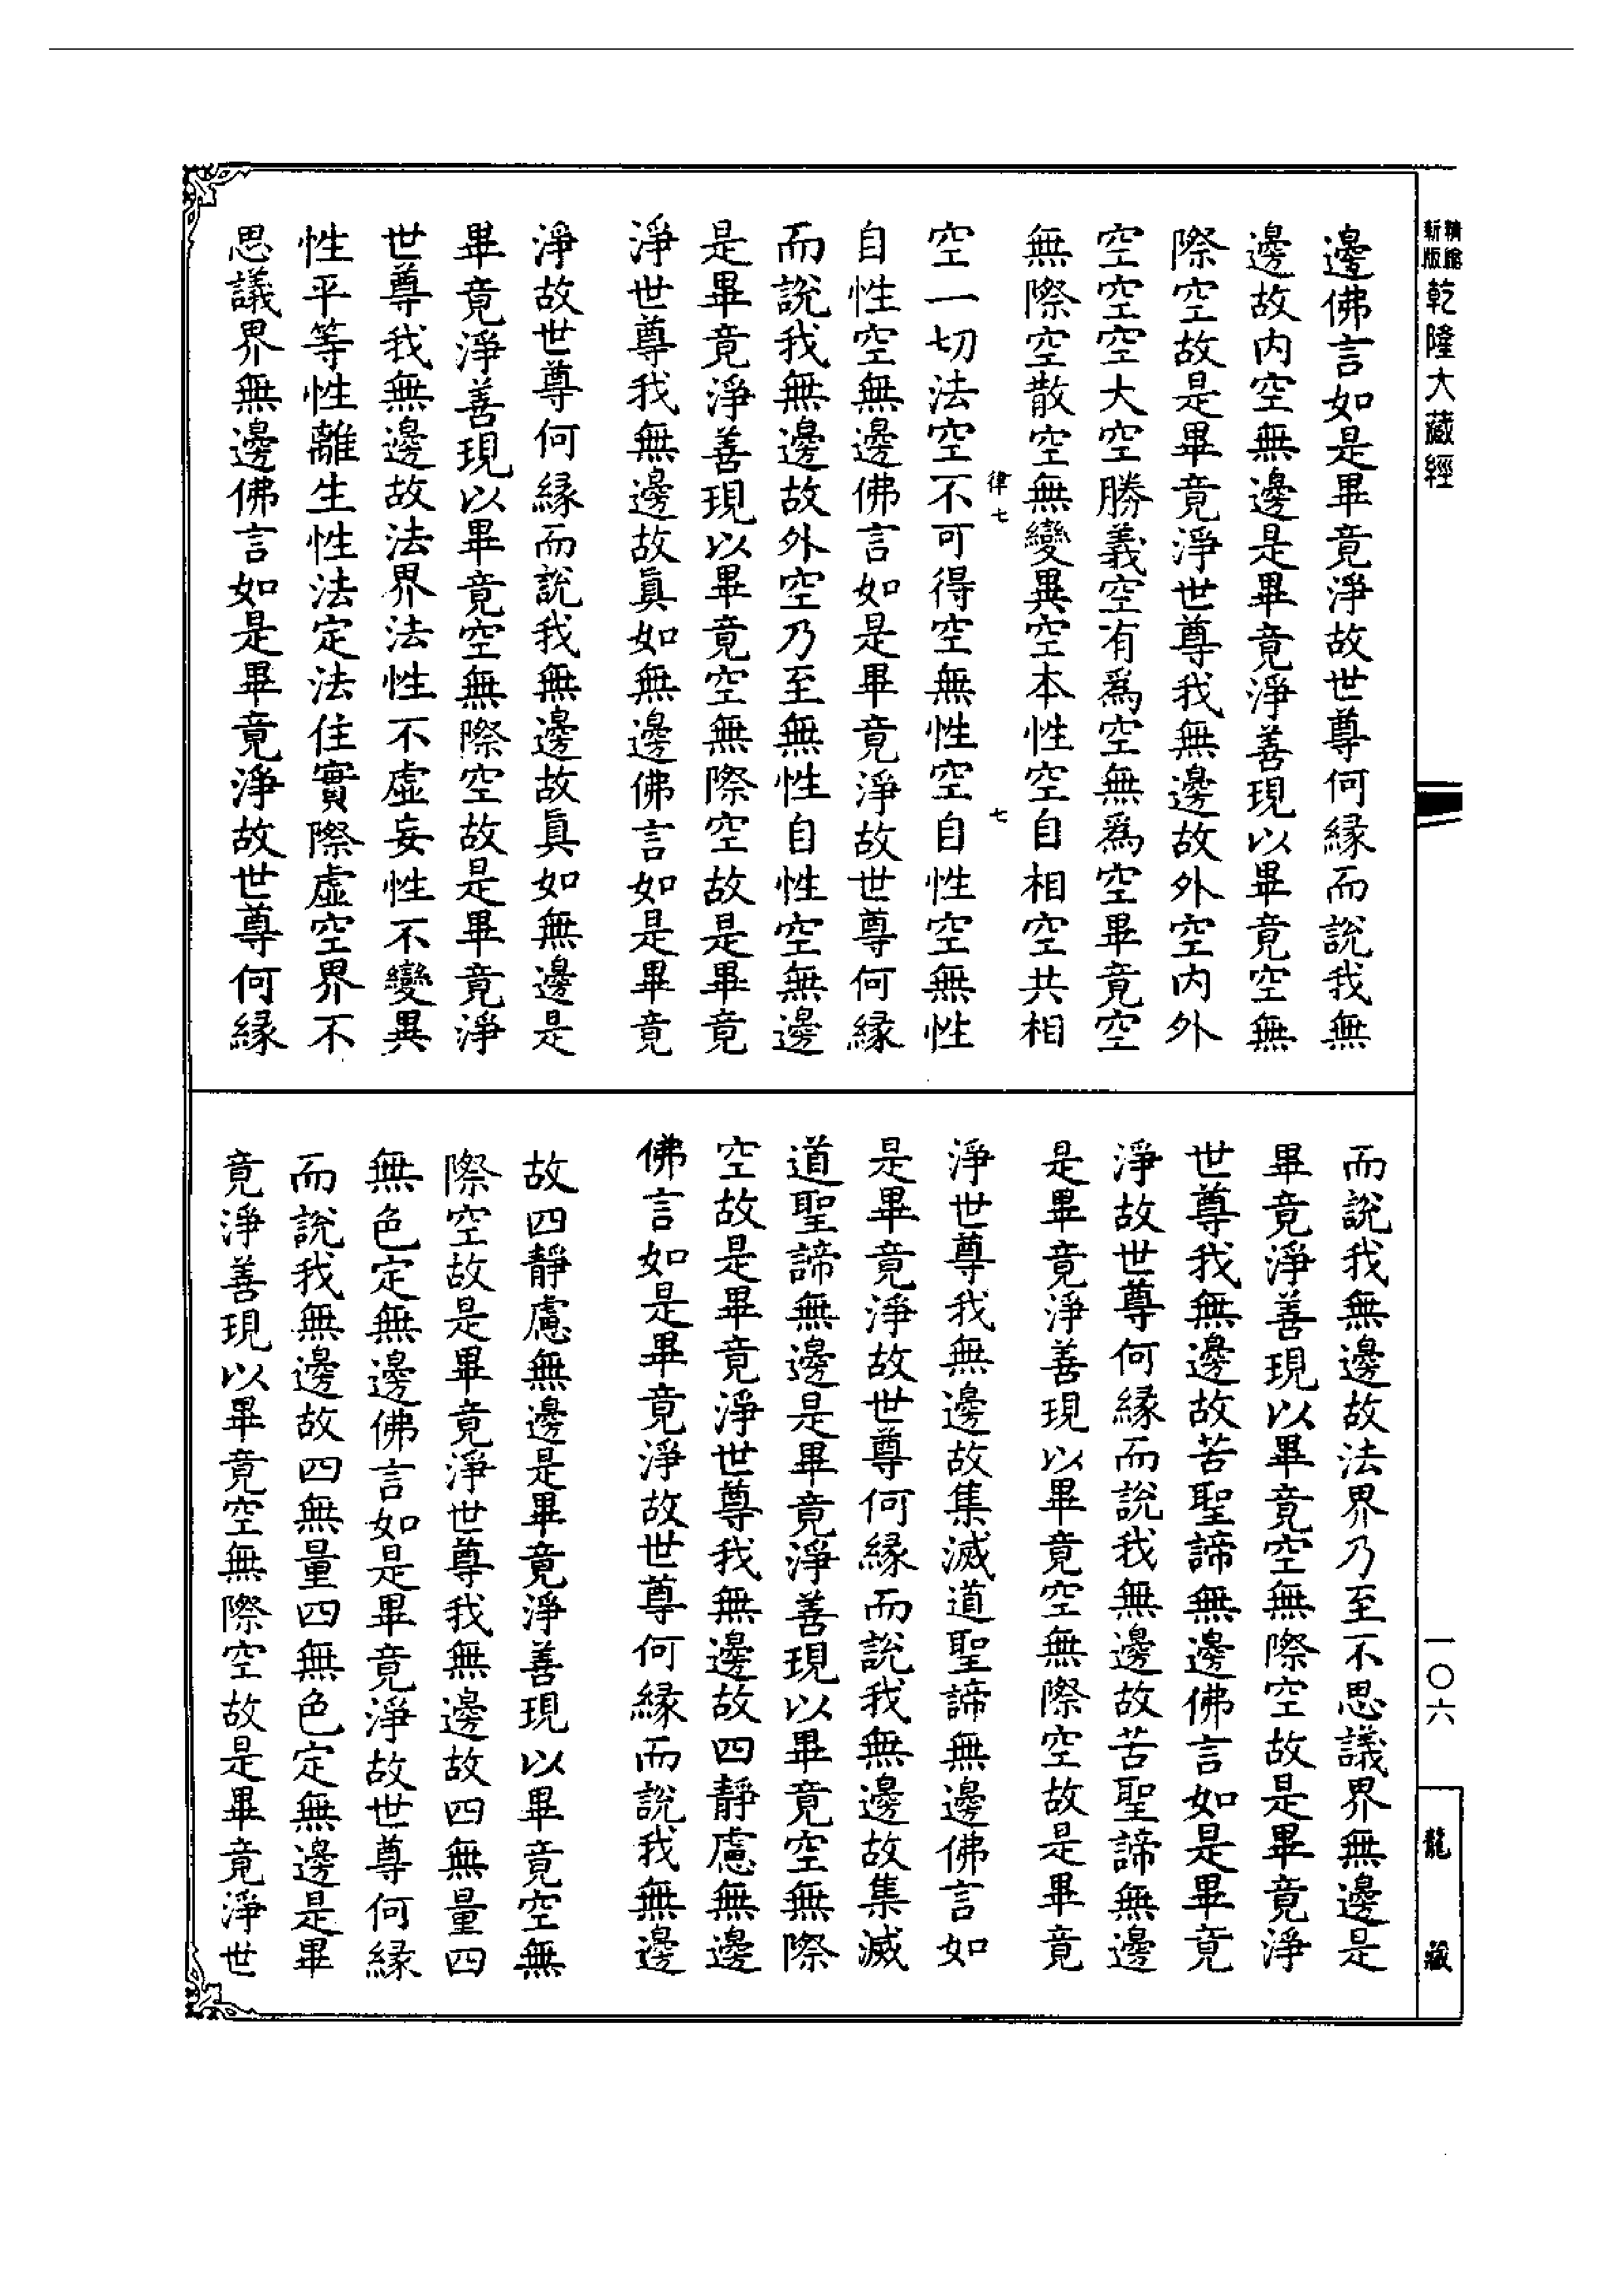 精縮
新版
乾隆大藏經
一〇六
龍藏
邊佛言如是畢竟淨故世尊何緣而說我無
邊故内空無邊是畢竟淨善現以畢竟空無
際空故是畢竟淨世尊我無邊故外空内外
空空空大空勝義空有為空無為空畢竟空
無際空散空無變異空本性空自相空共相
律七
七
空一切法空不可得空無性空自性空無性
自性空無邊佛言如是畢竟淨故世尊何緣
而說我無邊故外空乃至無性自性空無邊
是畢竟淨善現以畢竟空無際空故是畢竟
淨世尊我無邊故眞如無邊佛言如是畢竟
淨故世尊何緣而說我無邊故眞如無邊是
畢竟淨善現以畢竟空無際空故是畢竟淨
世尊我無邊故法界法性不虛妄性不變異
性平等性離生性法定法住實際虛空界不
思議界無邊佛言如是畢竟淨故世尊何緣
而說我無邊故法界乃至不思議界無邊是
畢竟淨善現以畢竟空無際空故是畢竟淨
世尊我無邊故苦聖諦無邊佛言如是畢竟
淨故世尊何緣而說我無邊故苦聖諦無邊
是畢竟淨善現以畢竟空無際空故是畢竟
淨世尊我無邊故集滅道聖諦無邊佛言如
是畢竟淨故世尊何緣而說我無邊故集滅
道聖諦無邊是畢竟淨善現以畢竟空無際
空故是畢竟淨世尊我無邊故四靜慮無邊
佛言如是畢竟淨故世尊何緣而說我無邊
故四靜慮無邊是畢竟淨善現以畢竟空無
際空故是畢竟淨世尊我無邊故四無量四
無色定無邊佛言如是畢竟淨故世尊何緣
而說我無邊故四無量四無色定無邊是畢
竟淨善現以畢竟空無際空故是畢竟淨世